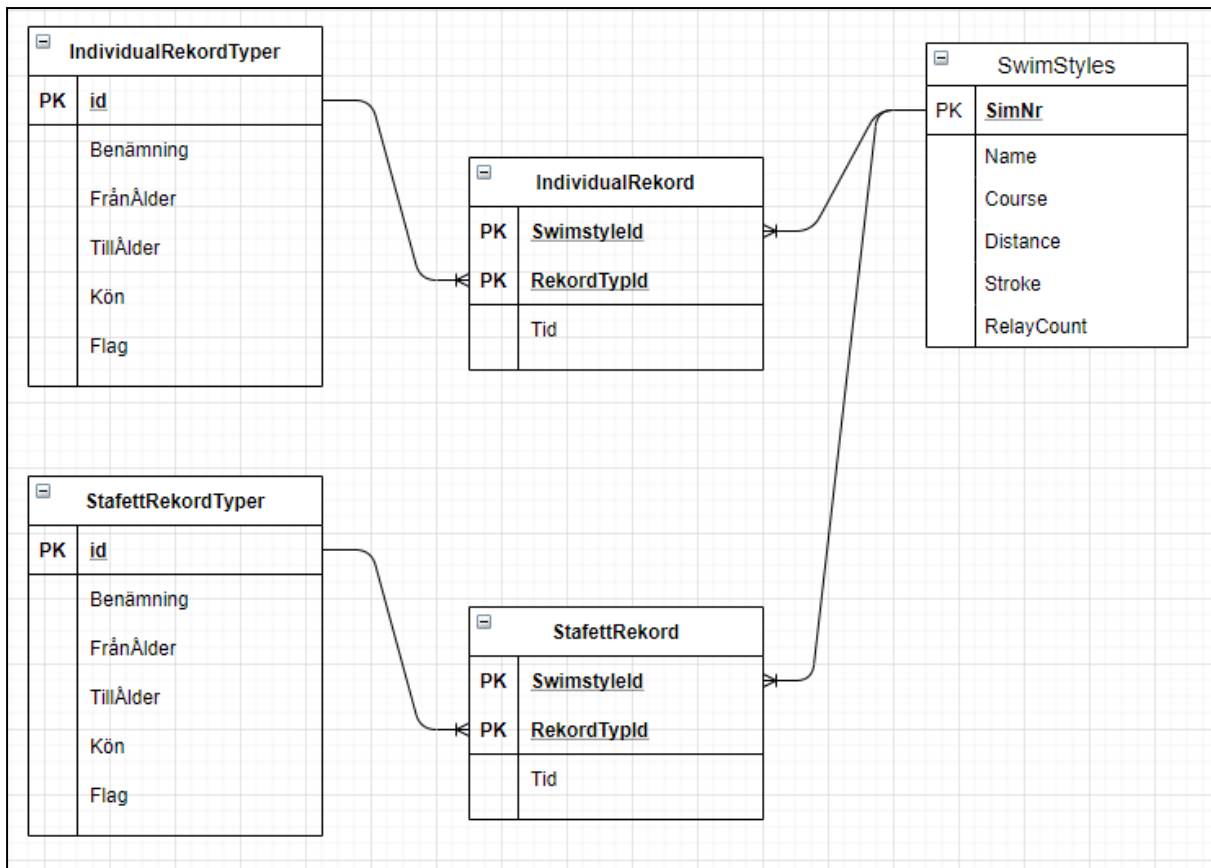 IndividualRekordTyper
PK id
Benämning
FrånÅlder
TillÅlder
Kön
Flag
IndividualRekord
PK SwimstyleId
PK RekordTypId
Tid
SwimStyles
PK SimNr
Name
Course
Distance
Stroke
RelayCount
StafettRekordTyper
PK id
Benämning
FrånÅlder
TillÅlder
Kön
Flag
StafettRekord
PK SwimstyleId
PK RekordTypId
Tid